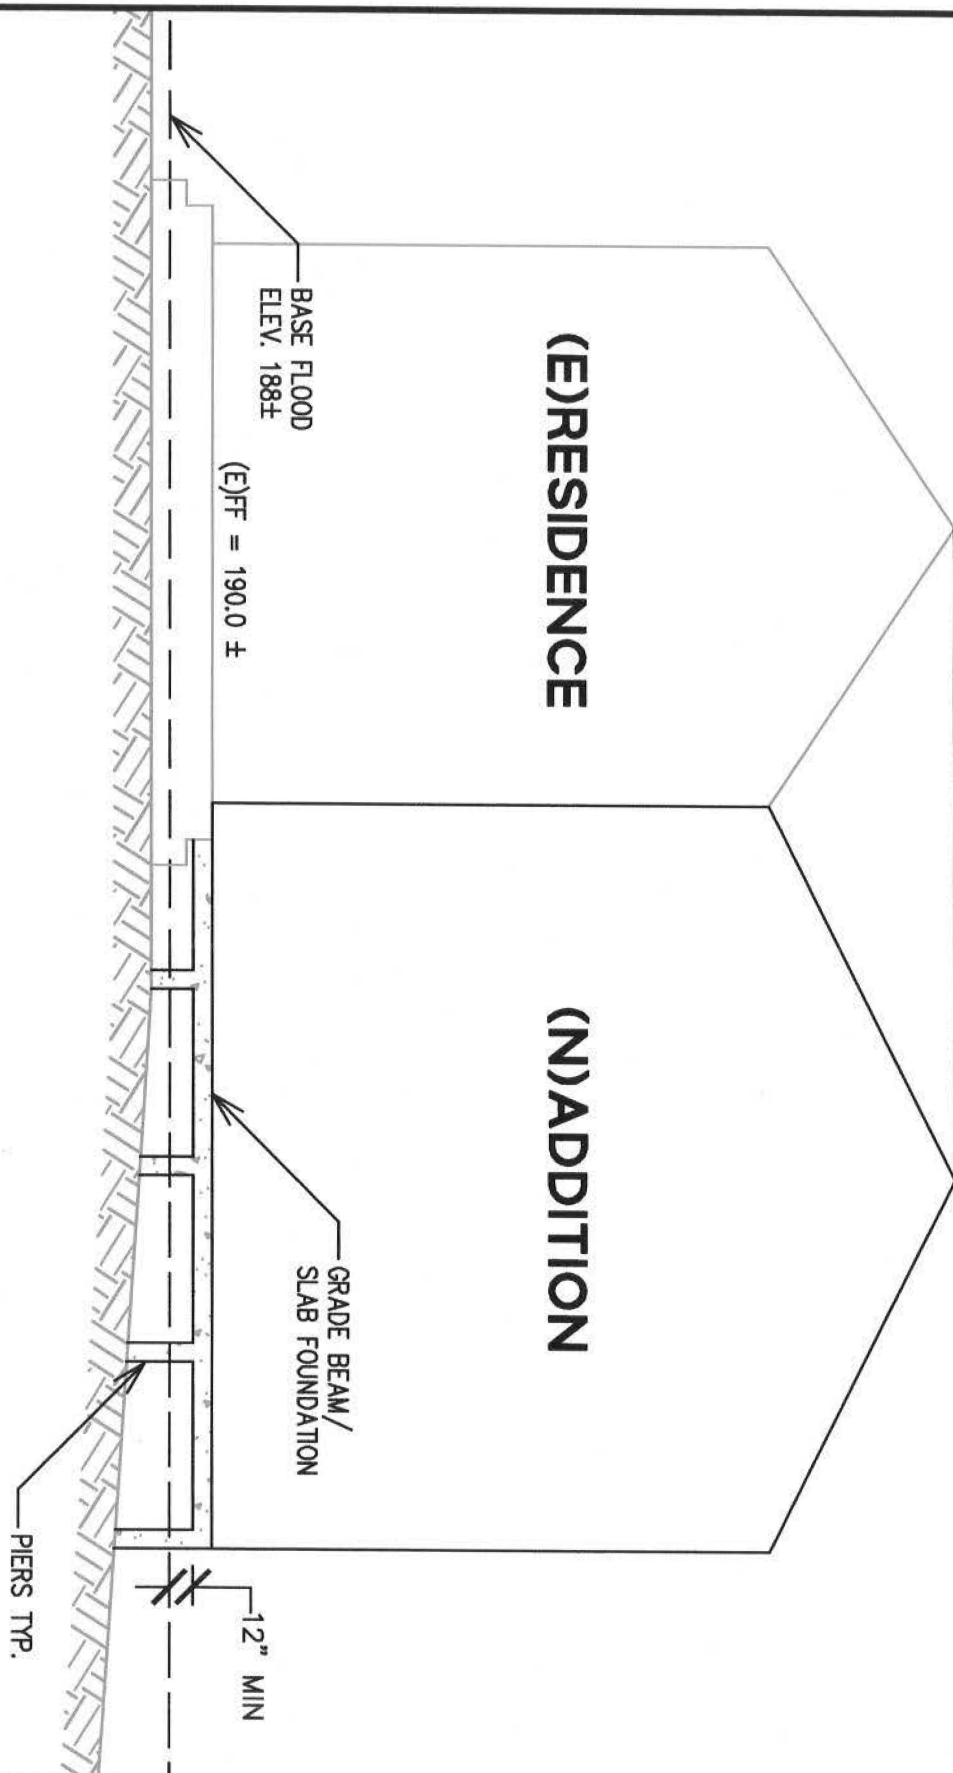 (E)RESIDENCE
(N)ADDITION
BASE FLOOD
ELEV. 188±
(E)FF = 190.0 ±
GRADE BEAM/
SLAB FOUNDATION
12" MIN
PIERS TYP.